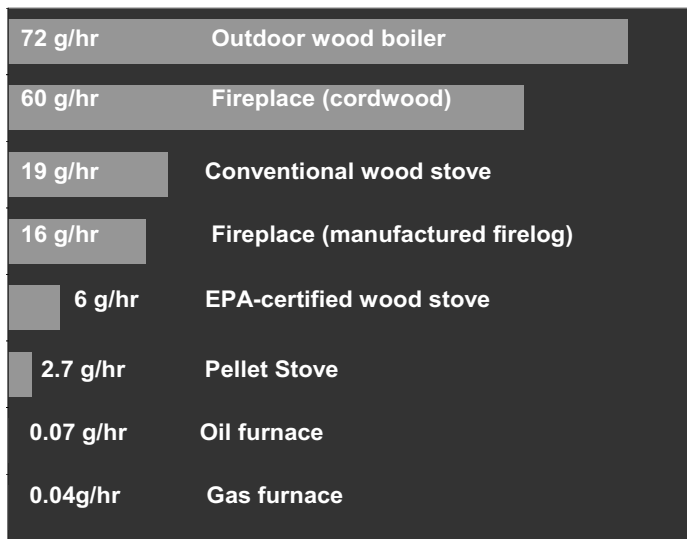 72 g/hr Outdoor wood boiler
60 g/hr Fireplace (cordwood)
19 g/hr Conventional wood stove
16 g/hr Fireplace (manufactured firelog)
6 g/hr EPA-certified wood stove
2.7 g/hr Pellet Stove
0.07 g/hr Oil furnace
0.04g/hr Gas furnace